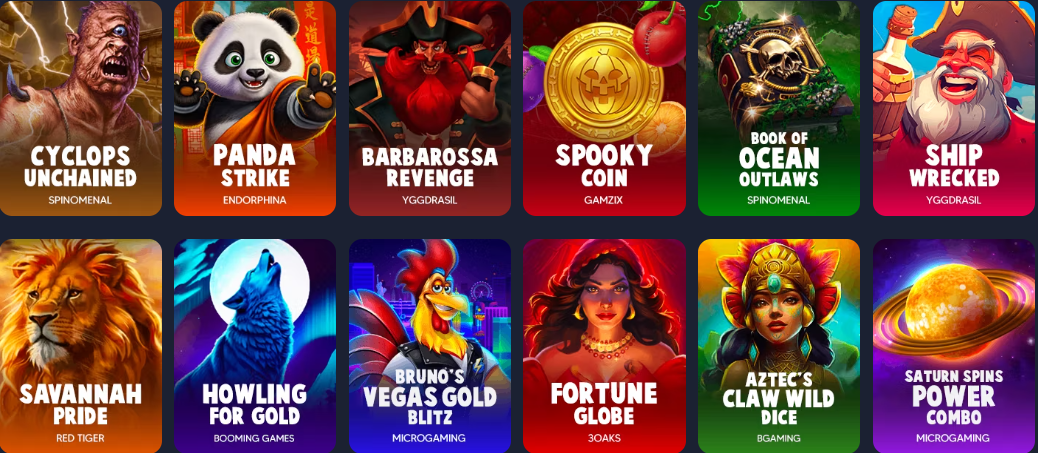 CYCLOPS
UNCHAINED
SPINOMENAL
PANDA
STRIKE
ENDORPHINA
BARBAROSSA
REVENGE
YGGDRASIL
SPOOKY
COIN
GAMZIX
BOOK OF
OCEAN
OUTLAWS
SPINOMENAL
SHIP
WRECKED
YGGDRASIL
SAVANNAH
PRIDE
RED TIGER
HOWLING
FOR GOLD
BOOMING GAMES
BRUNO'S
VEGAS GOLD
BLITZ
MICROGAMING
FORTUNE
GLOBE
3OAKS
AZTEC'S
CLAW WILD
DICE
BGAMING
SATURN SPINS
POWER
COMBO
MICROGAMING